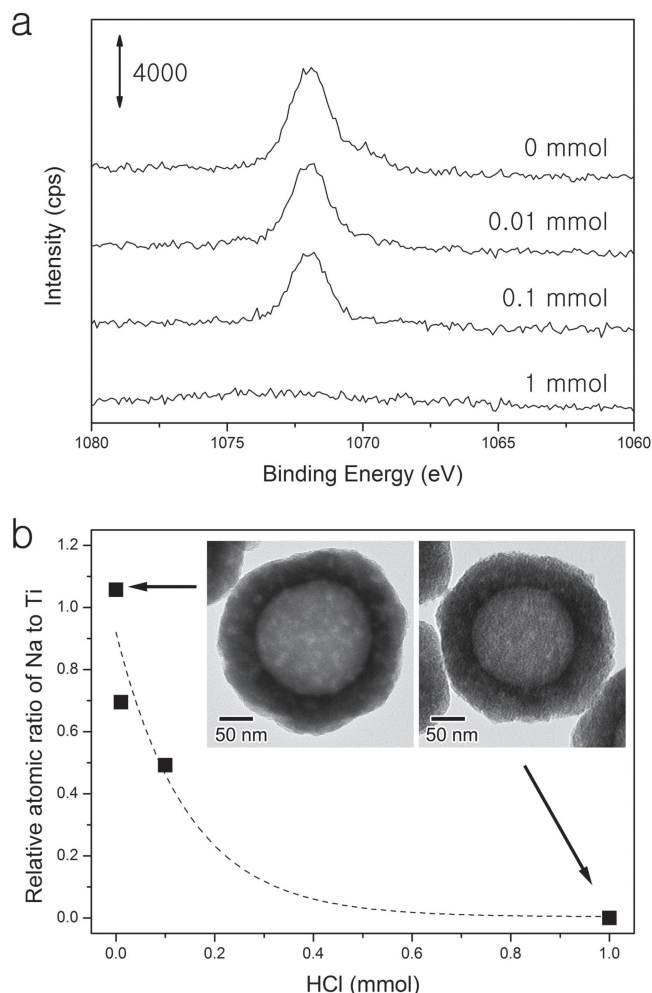 a
4000
0 mmol
0.01 mmol
0.1 mmol
1 mmol
Intensity (cps)
1080 1075 1070 1065 1060
Binding Energy (eV)
b
1.2
1.0
0.8
0.6
0.4
0.2
0.0
Relative atomic ratio of Na to Ti
50 nm
50 nm
0.0 0.2 0.4 0.6 0.8 1.0
HCl (mmol)